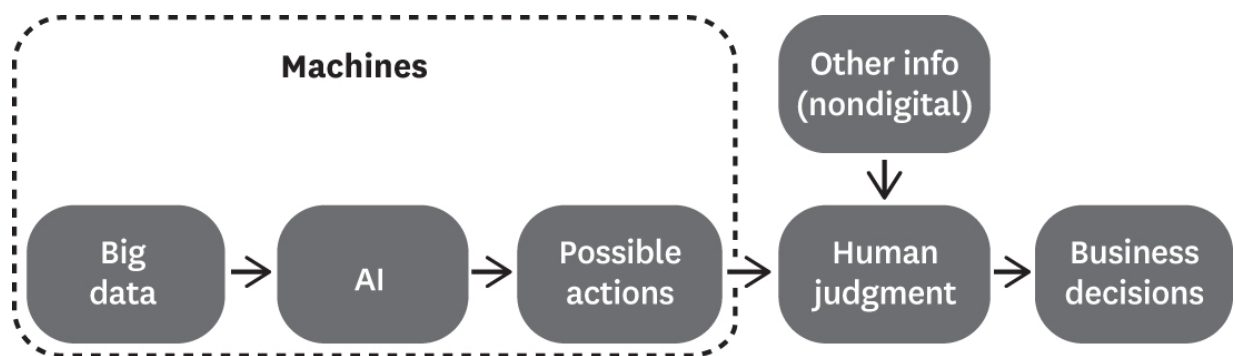 Machines
Other info
(nondigital)
Big
data
AI
Possible
actions
Human
judgment
Business
decisions